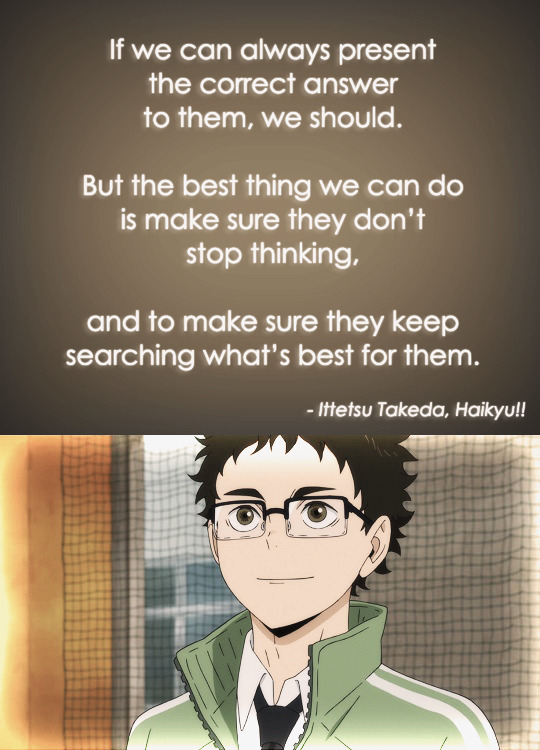 If we can always present
the correct answer
to them, we should.
But the best thing we can do
is make sure they don't
stop thinking,
and to make sure they keep
searching what's best for them.
- Ittetsu Takeda, Haikyu!!